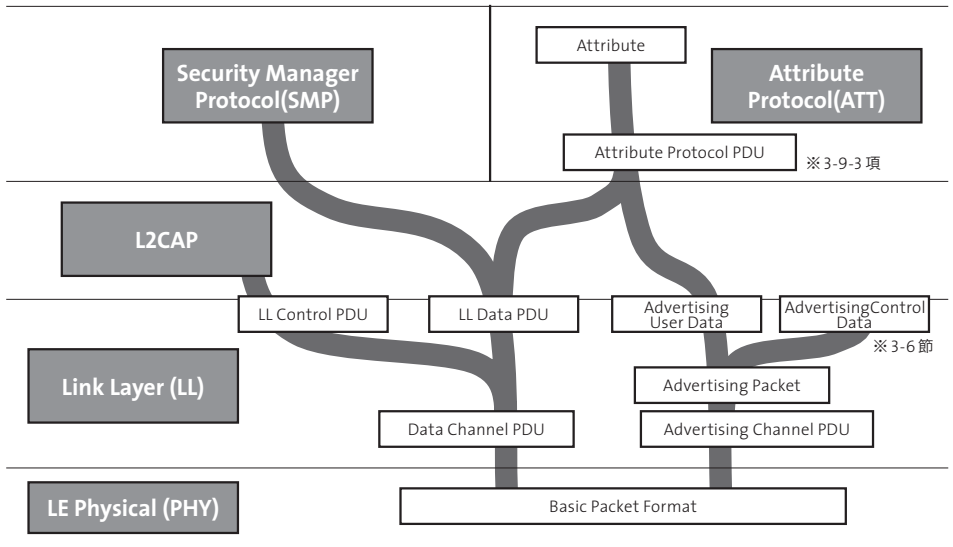 Attribute
Security Manager
Protocol(SMP)
Attribute
Protocol(ATT)
Attribute Protocol PDU
※3-9-3 項
L2CAP
LL Control PDU
LL Data PDU
Advertising
User Data
AdvertisingControl
Data
※3-6 節
Link Layer (LL)
Advertising Packet
Data Channel PDU
Advertising Channel PDU
LE Physical (PHY)
Basic Packet Format